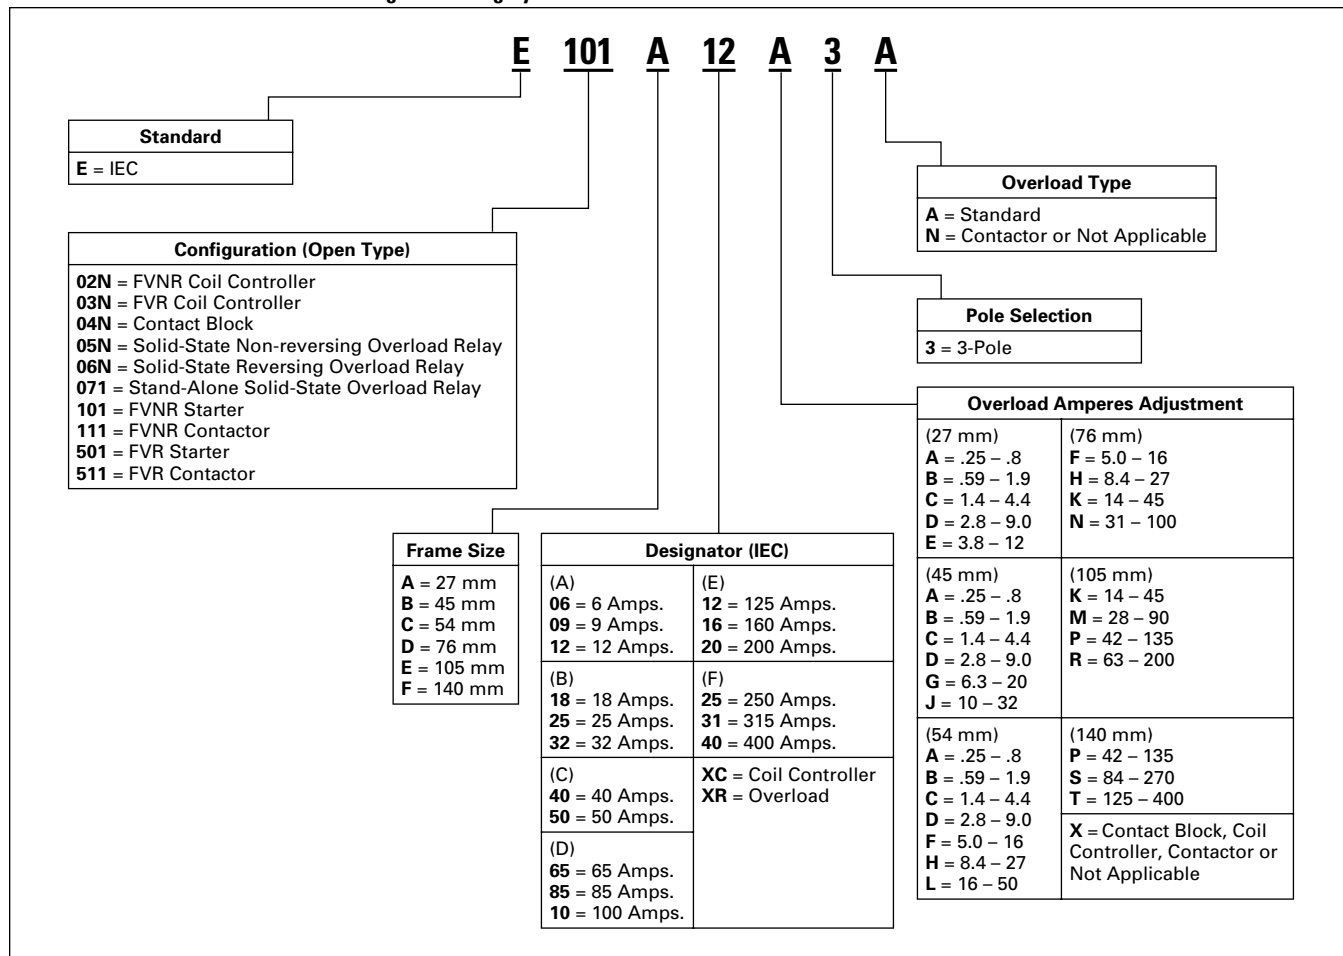 E 101 A 12 A 3 A
Standard
E = IEC
Configuration (Open Type)
02N = FVNR Coil Controller
03N = FVR Coil Controller
04N = Contact Block
05N = Solid-State Non-reversing Overload Relay
06N = Solid-State Reversing Overload Relay
071 = Stand-Alone Solid-State Overload Relay
101 = FVNR Starter
111 = FVNR Contactor
501 = FVR Starter
511 = FVR Contactor
Frame Size
A = 27 mm
B = 45 mm
C = 54 mm
D = 76 mm
E = 105 mm
F = 140 mm
Designator (IEC)
(A)
06 = 6 Amps.
09 = 9 Amps.
12 = 12 Amps.
(B)
18 = 18 Amps.
25 = 25 Amps.
32 = 32 Amps.
(C)
40 = 40 Amps.
50 = 50 Amps.
(D)
65 = 65 Amps.
85 = 85 Amps.
10 = 100 Amps.
(E)
12 = 125 Amps.
16 = 160 Amps.
20 = 200 Amps.
(F)
25 = 250 Amps.
31 = 315 Amps.
40 = 400 Amps.
XC = Coil Controller
XR = Overload
Overload Type
A = Standard
N = Contactor or Not Applicable
Pole Selection
3 = 3-Pole
Overload Amperes Adjustment
(27 mm)
A = .25 – .8
B = .59 – 1.9
C = 1.4 – 4.4
D = 2.8 – 9.0
E = 3.8 – 12
(45 mm)
A = .25 – .8
B = .59 – 1.9
C = 1.4 – 4.4
D = 2.8 – 9.0
G = 6.3 – 20
J = 10 – 32
(54 mm)
A = .25 – .8
B = .59 – 1.9
C = 1.4 – 4.4
D = 2.8 – 9.0
F = 5.0 – 16
H = 8.4 – 27
L = 16 – 50
(76 mm)
F = 5.0 – 16
H = 8.4 – 27
K = 14 – 45
N = 31 – 100
(105 mm)
K = 14 – 45
M = 28 – 90
P = 42 – 135
R = 63 – 200
(140 mm)
P = 42 – 135
S = 84 – 270
T = 125 – 400
X = Contact Block, Coil
Controller, Contactor or
Not Applicable